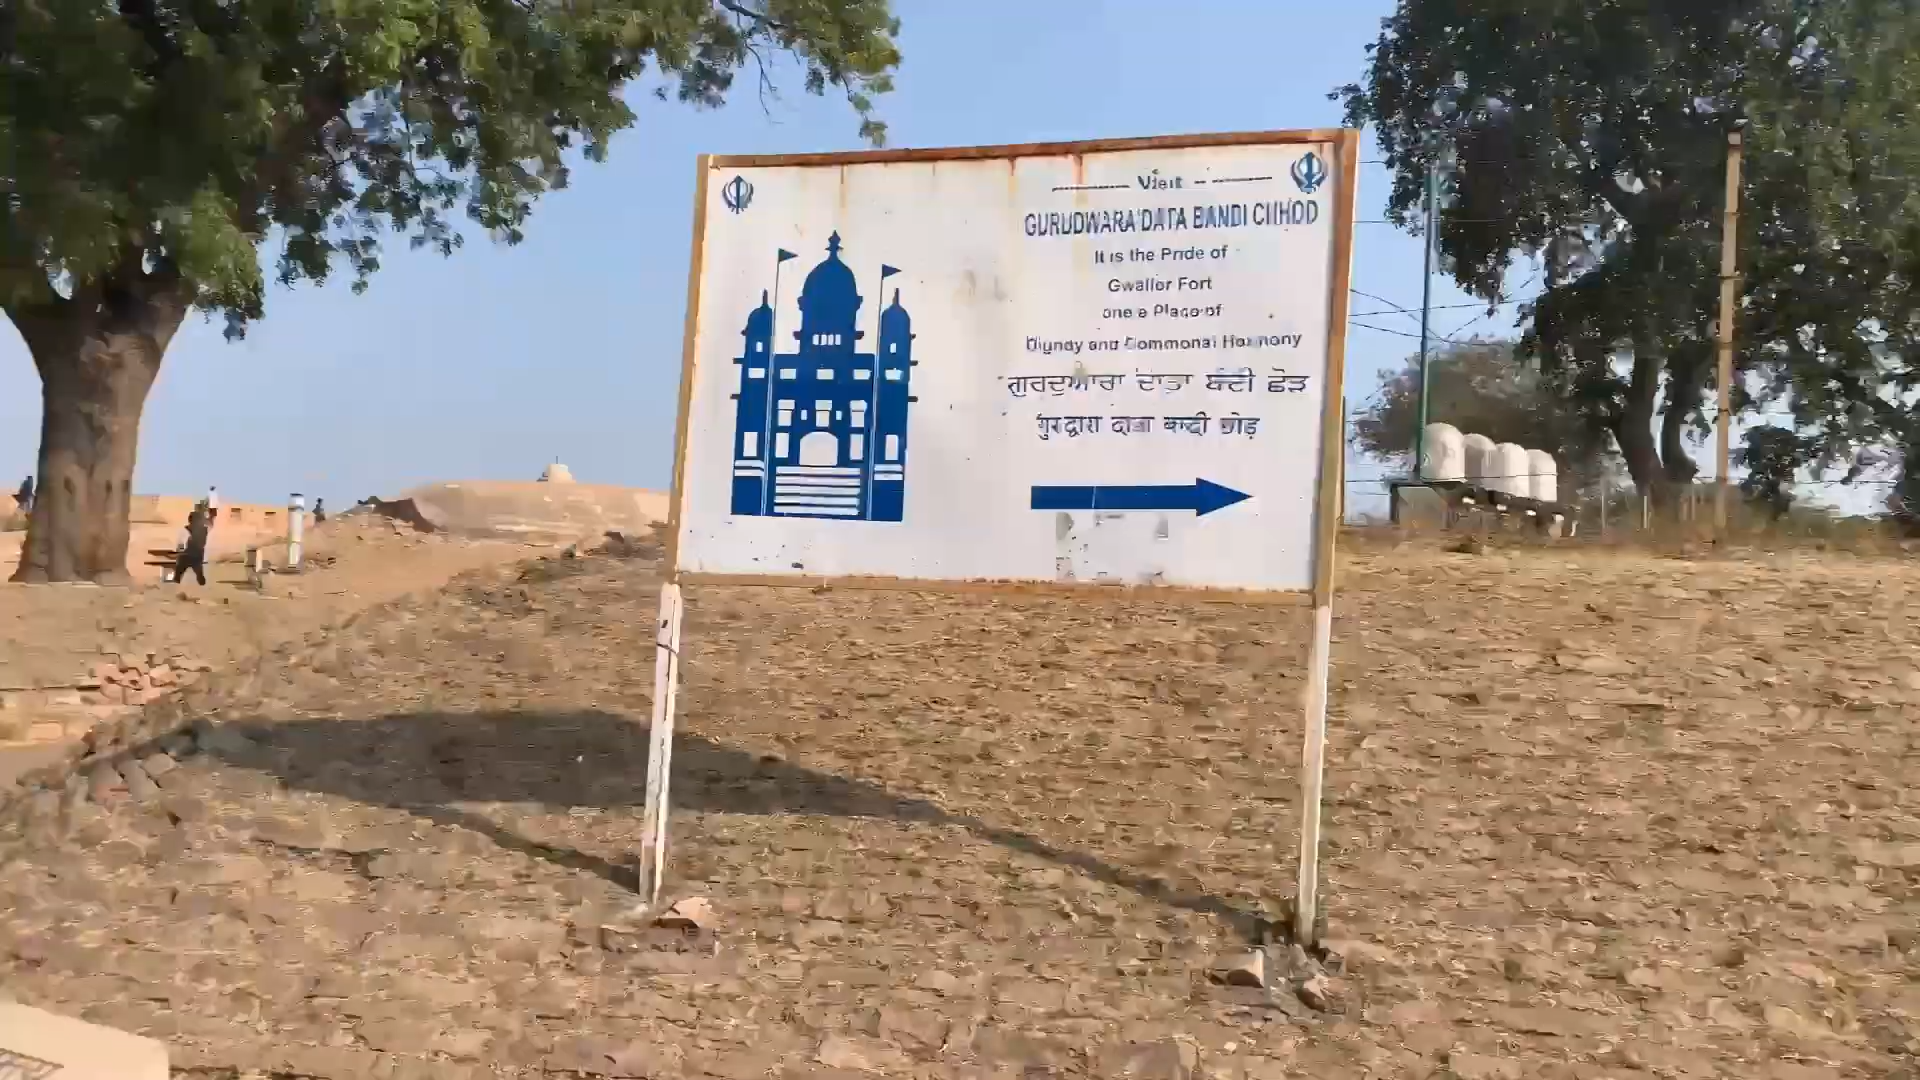 Visit
GURUDWARA DATA BANDI CHHOD
It is the Pride of
Gwalior Fort
one a Place of
and Communal Harmony
ਗੁਰਦੁਆਰਾ ਦਾਤਾ ਬੰਦੀ ਛੋੜ
गुरुद्वारा दाता बन्दी छोड़